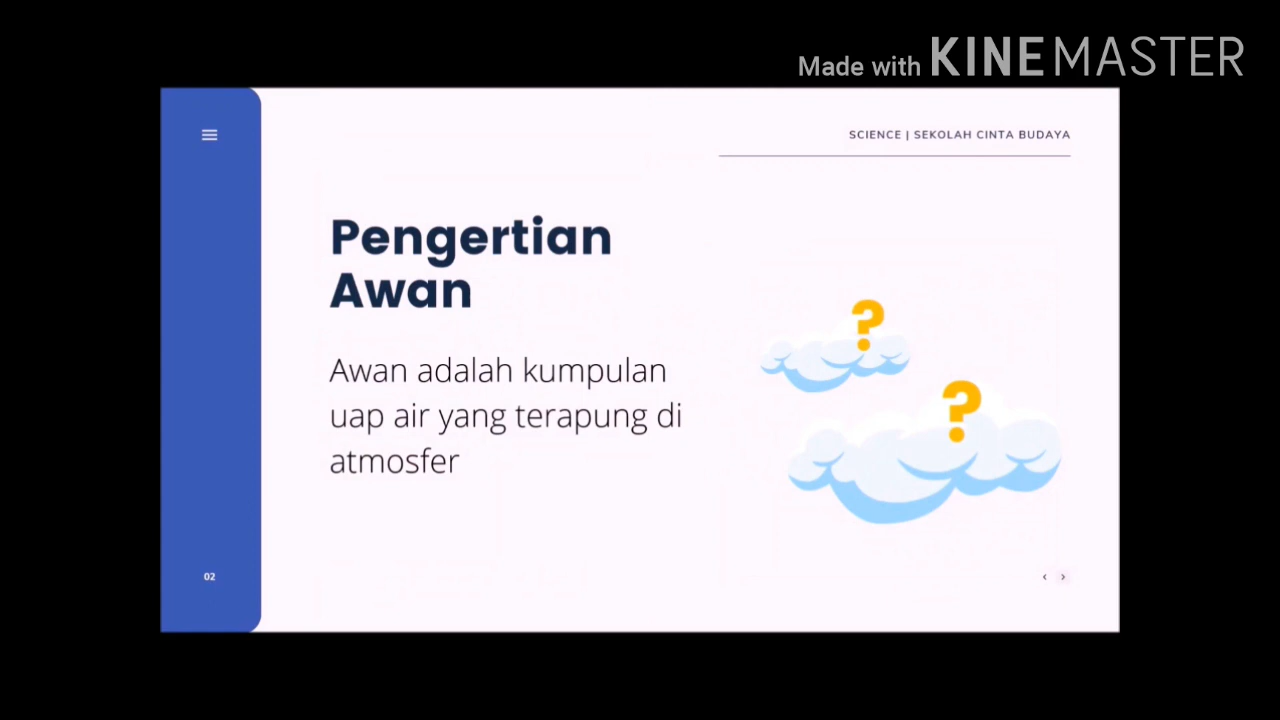 Made with KINEMASTER
SCIENCE | SEKOLAH CINTA BUDAYA
Pengertian
Awan
Awan adalah kumpulan
uap air yang terapung di
atmosfer
?
?
02